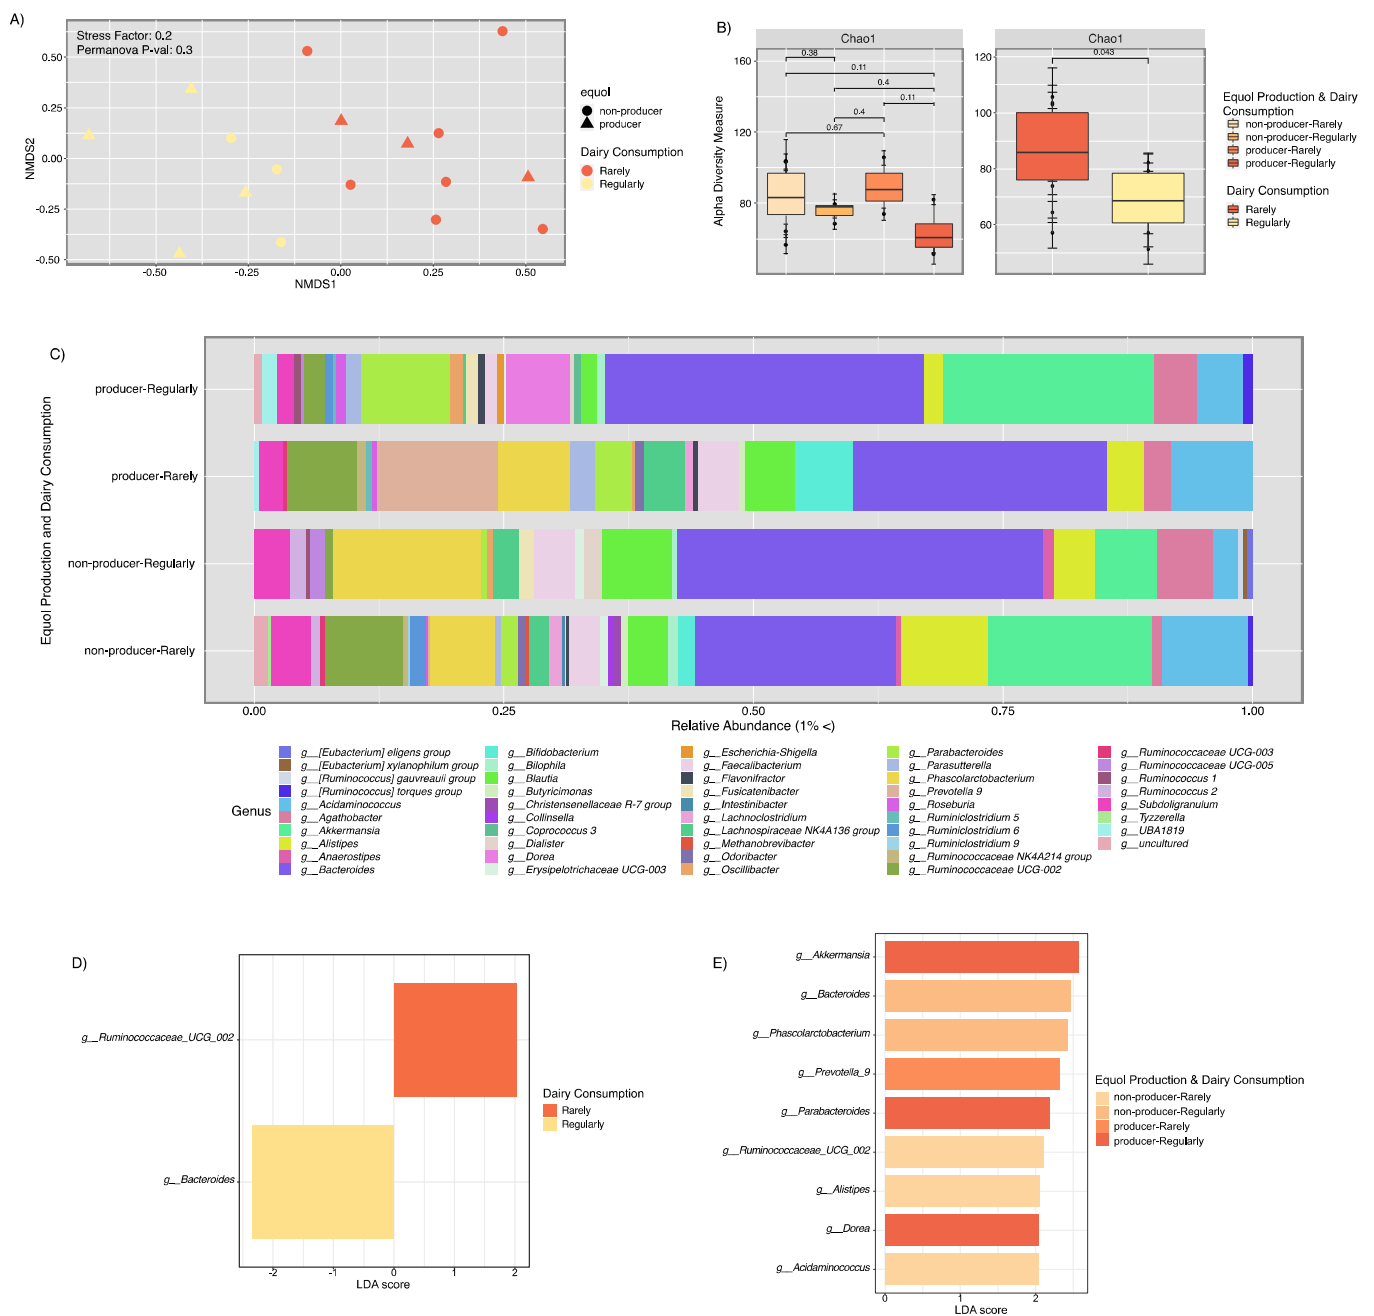 A)
Stress Factor: 0.2
Permanova P-val: 0.3
0.50
0.25
0.00
-0.25
-0.50
NMDS2
-0.50
-0.25
0.00
0.25
0.50
NMDS1
equol
non-producer
producer
Dairy Consumption
Rarely
Regularly
B)
Chao1
Chao1
160
120
80
Alpha Diversity Measure
0.38
0.11
0.4
0.11
0.4
0.67
120
100
80
60
0.043
Equol Production & Dairy
Consumption
non-producer-Rarely
non-producer-Regularly
producer-Rarely
producer-Regularly
Dairy Consumption
Rarely
Regularly
C)
Equol Production and Dairy Consumption
producer-Regularly
producer-Rarely
non-producer-Regularly
non-producer-Rarely
0.00
0.25
0.50
0.75
1.00
Relative Abundance (1% <)
Genus
g__[Eubacterium] eligens group
g__[Eubacterium] xylanophilum group
g__[Ruminococcus] gauvreauii group
g__[Ruminococcus] torques group
g__Acidaminococcus
g__Agathobacter
g__Akkermansia
g__Alistipes
g__Anaerostipes
g__Bacteroides
g__Bifidobacterium
g__Bilophila
g__Blautia
g__Butyricimonas
g__Christensenellaceae R-7 group
g__Collinsella
g__Coprococcus 3
g__Dialister
g__Dorea
g__Erysipelotrichaceae UCG-003
g__Escherichia-Shigella
g__Faecalibacterium
g__Flavonifractor
g__Fusicatenibacter
g__Intestinibacter
g__Lachnoclostridium
g__Lachnospiraceae NK4A136 group
g__Methanobrevibacter
g__Odoribacter
g__Oscillibacter
g__Parabacteroides
g__Parasutterella
g__Phascolarctobacterium
g__Prevotella 9
g__Roseburia
g__Ruminiclostridium 5
g__Ruminiclostridium 6
g__Ruminiclostridium 9
g__Ruminococcaceae NK4A214 group
g__Ruminococcaceae UCG-002
g__Ruminococcaceae UCG-003
g__Ruminococcaceae UCG-005
g__Ruminococcus 1
g__Ruminococcus 2
g__Subdoligranulum
g__Tyzzerella
g__UBA1819
g__uncultured
D)
g__Ruminococcaceae_UCG_002
g__Bacteroides
-2
-1
0
1
2
LDA score
Dairy Consumption
Rarely
Regularly
E)
g__Akkermansia
g__Bacteroides
g__Phascolarctobacterium
g__Prevotella_9
g__Parabacteroides
g__Ruminococcaceae_UCG_002
g__Alistipes
g__Dorea
g__Acidaminococcus
0
1
2
LDA score
Equol Production & Dairy Consumption
non-producer-Rarely
non-producer-Regularly
producer-Rarely
producer-Regularly